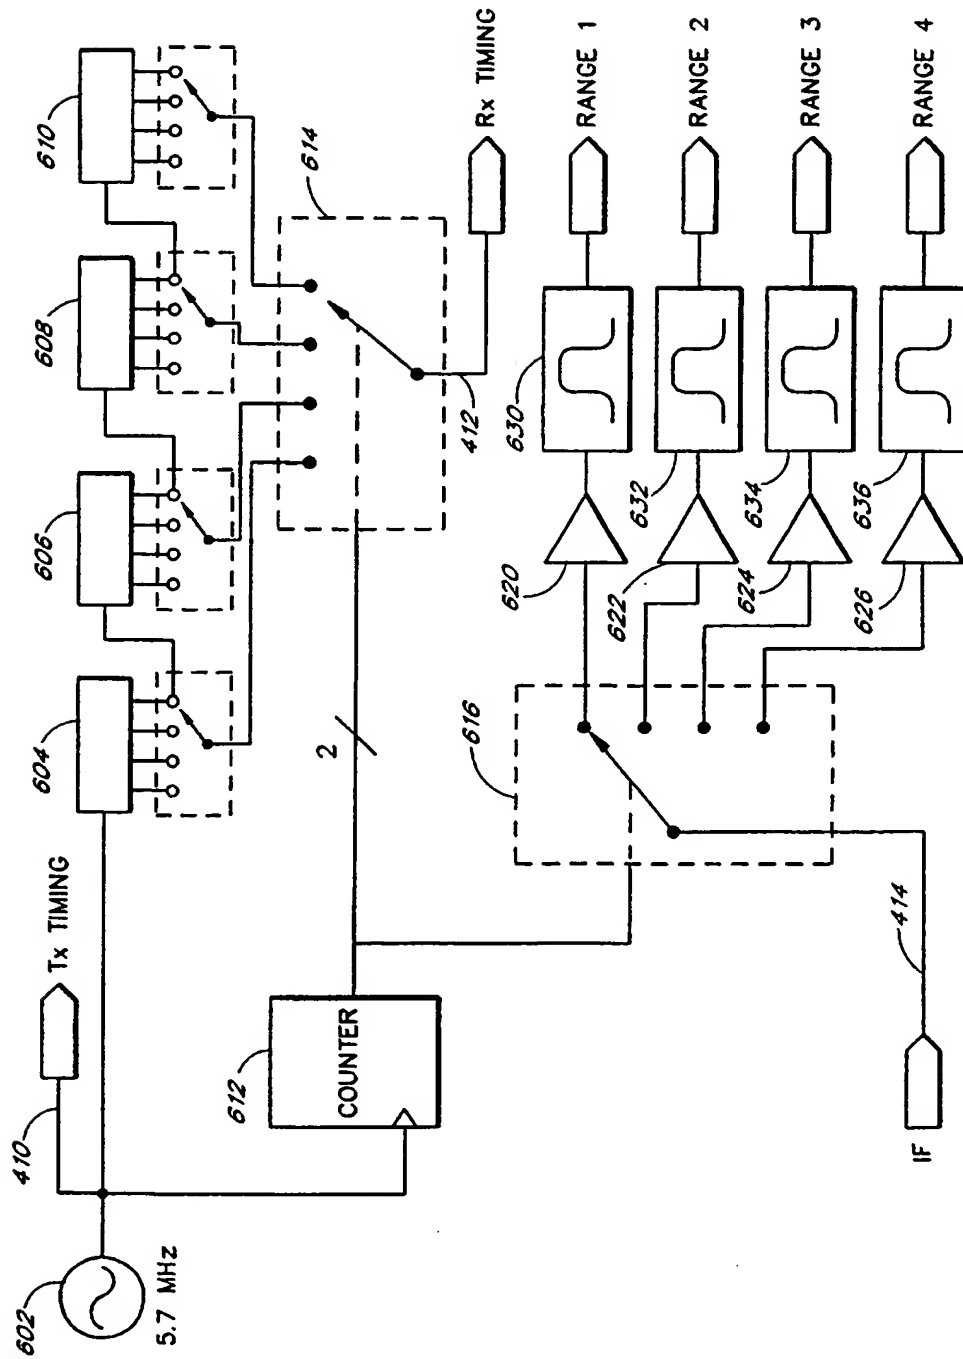 602
5.7 MHz
410
Tx TIMING
604
606
608
610
612
COUNTER
2
614
412
Rx TIMING
IF
414
616
620
622
624
626
630
632
634
636
RANGE 1
RANGE 2
RANGE 3
RANGE 4